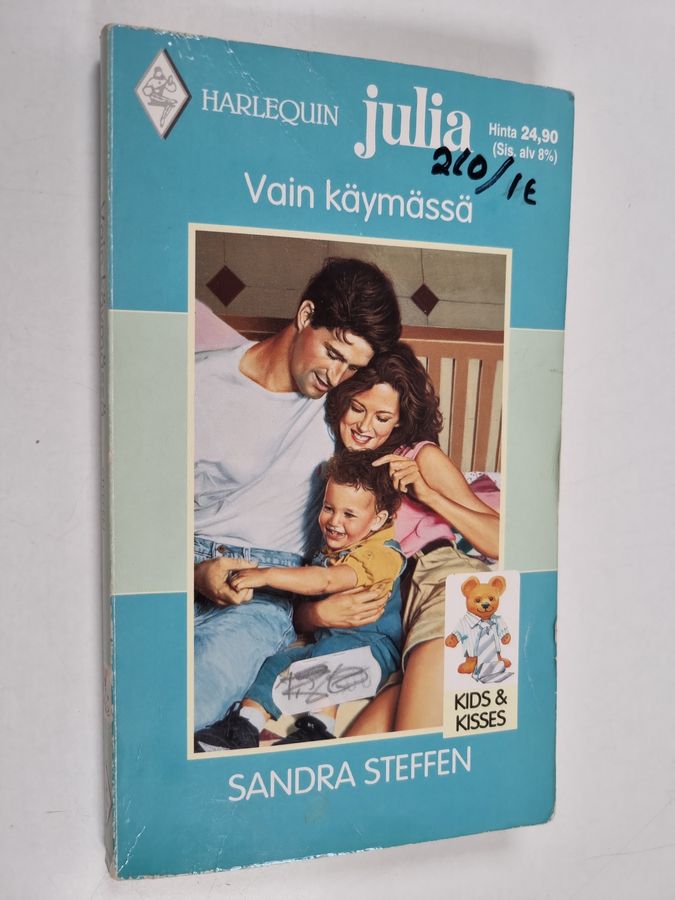 HARLEQUIN
julia
Hinta 24,90
(Sis. alv 8%)
210/1E
Vain käymässä
KIDS &
KISSES
SANDRA STEFFEN